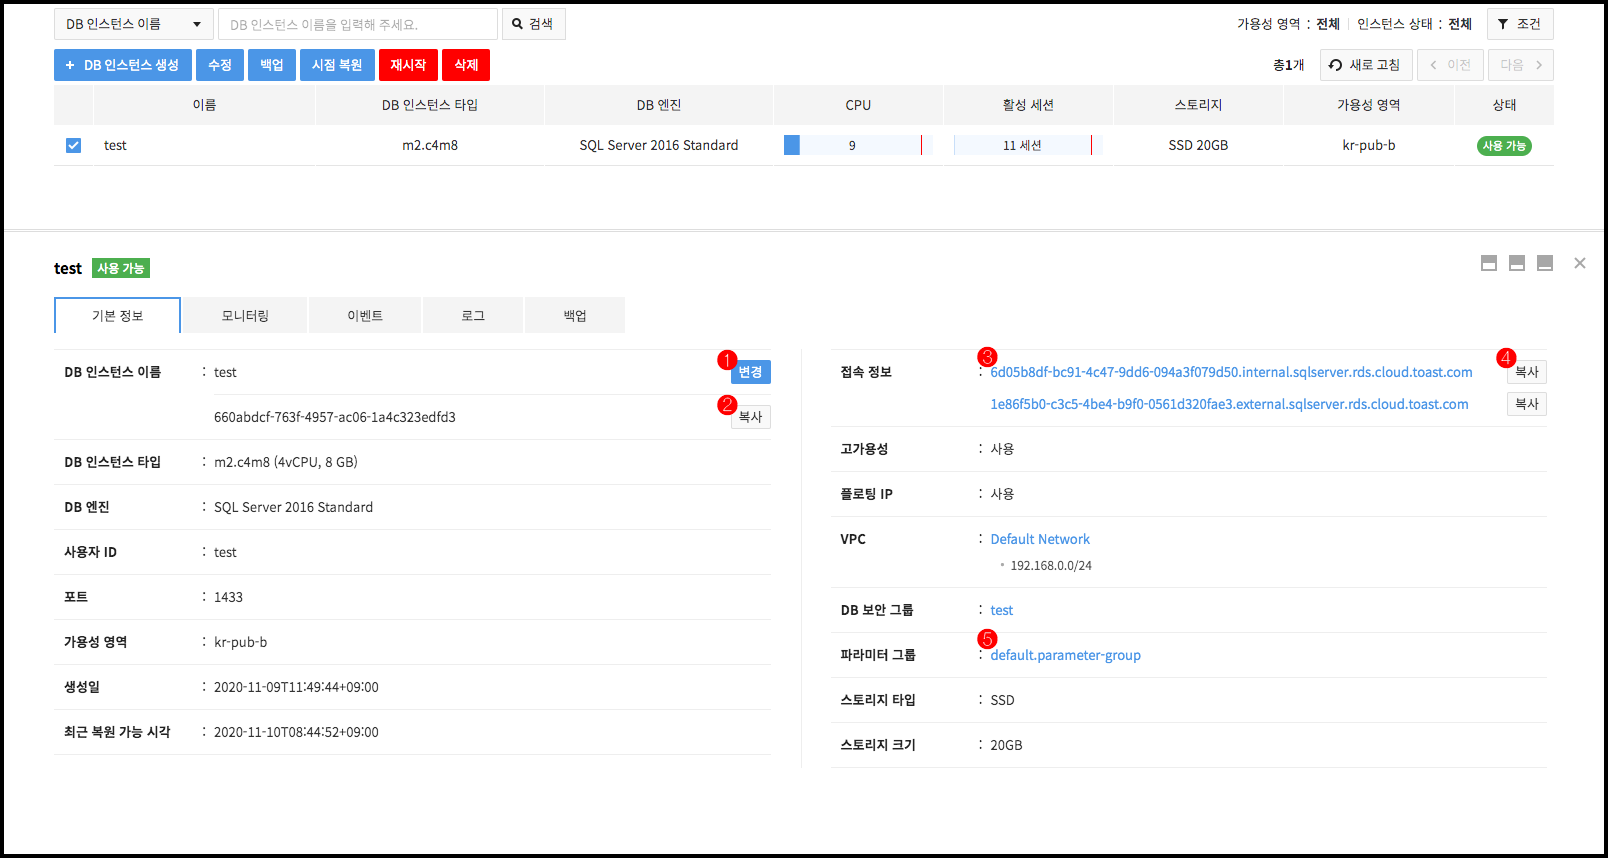 DB 인스턴스 이름
DB 인스턴스 이름을 입력해 주세요.
검색
가용성 영역 : 전체 인스턴스 상태 : 전체
조건
+ DB 인스턴스 생성
수정
백업
시점 복원
재시작
삭제
총1개
새로 고침
이전
다음
이름 DB 인스턴스 타입 DB 엔진 CPU 활성 세션 스토리지 가용성 영역 상태
test m2.c4m8 SQL Server 2016 Standard 9 11 세션 SSD 20GB kr-pub-b 사용 가능
test 사용 가능
기본 정보 모니터링 이벤트 로그 백업
DB 인스턴스 이름 : test
1
변경
660abdcf-763f-4957-ac06-1a4c323edfd3
2
복사
DB 인스턴스 타입 : m2.c4m8 (4vCPU, 8 GB)
DB 엔진 : SQL Server 2016 Standard
사용자 ID : test
포트 : 1433
가용성 영역 : kr-pub-b
생성일 : 2020-11-09T11:49:44+09:00
최근 복원 가능 시각 : 2020-11-10T08:44:52+09:00
3
접속 정보 : 6d05b8df-bc91-4c47-9dd6-094a3f079d50.internal.sqlserver.rds.cloud.toast.com
4
복사
1e86f5b0-c3c5-4be4-b9f0-0561d320fae3.external.sqlserver.rds.cloud.toast.com
복사
고가용성 : 사용
플로팅 IP : 사용
VPC : Default Network
192.168.0.0/24
DB 보안 그룹 : test
5
파라미터 그룹 : default.parameter-group
스토리지 타입 : SSD
스토리지 크기 : 20GB